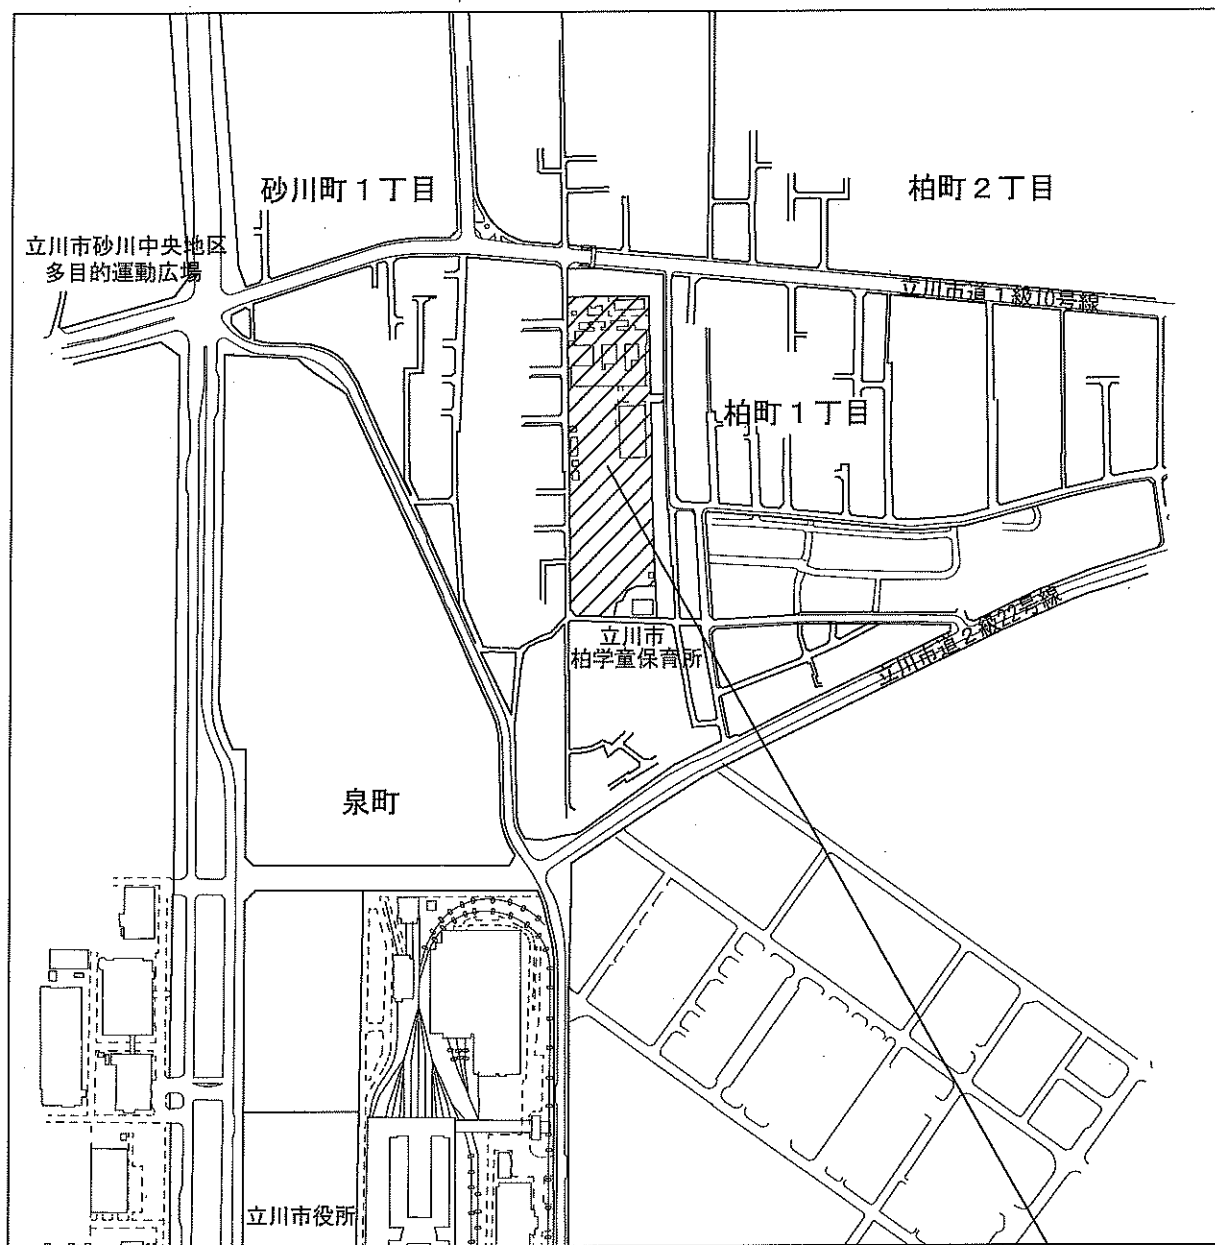 砂川町１丁目
柏町２丁目
立川市砂川中央地区
多目的運動広場
立川市道１級10号線
柏町１丁目
立川市
柏学童保育所
立川市道２級22号線
泉町
立川市役所